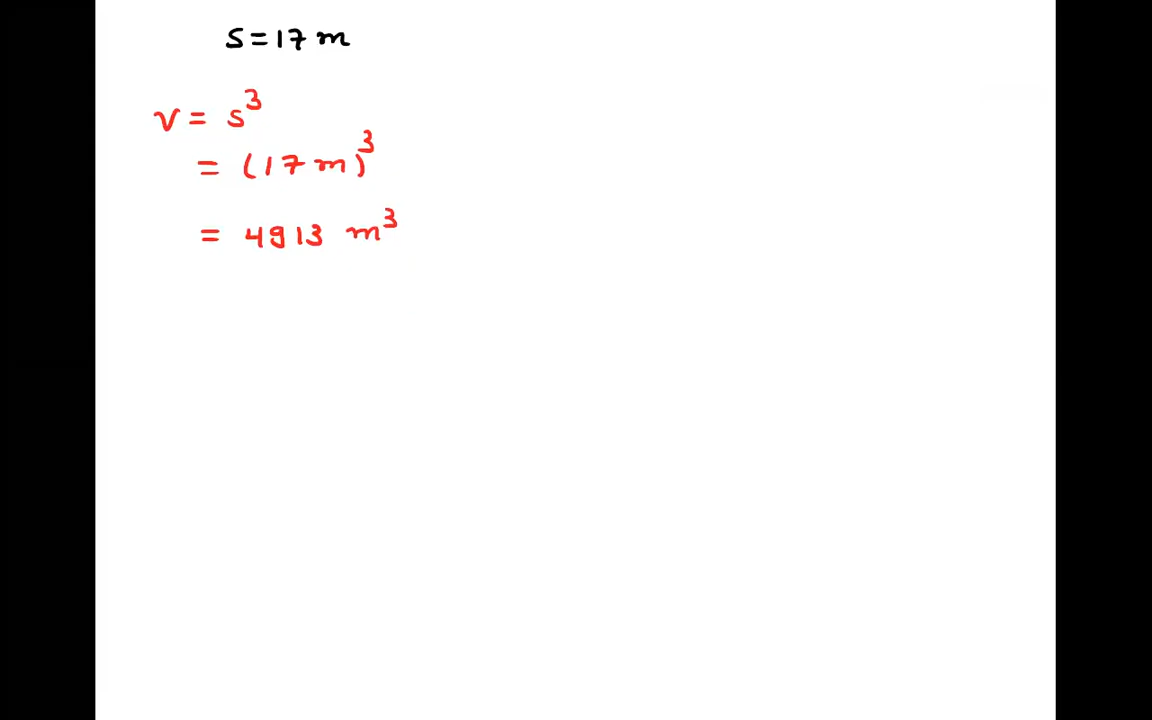 S = 17 m
V = s³
= (17 m)³
= 4913 m³